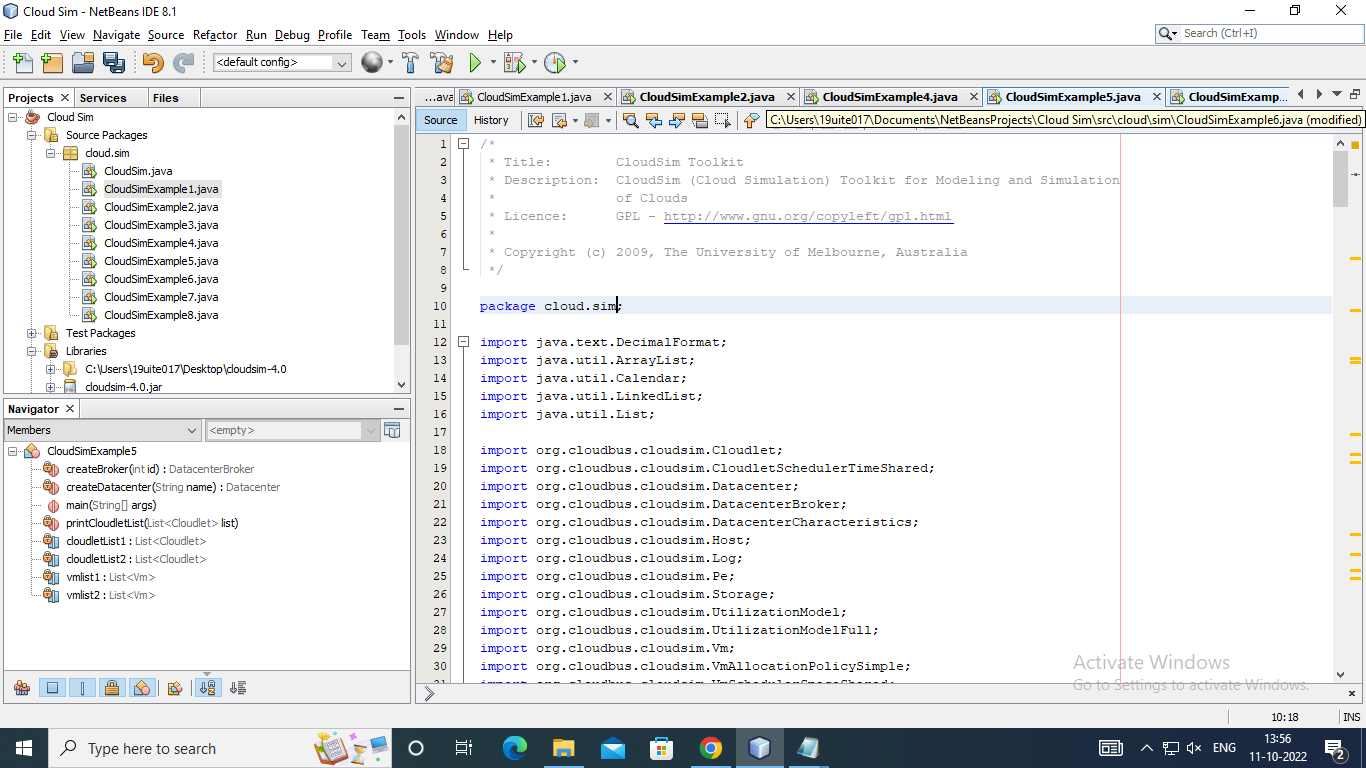 Cloud Sim - NetBeans IDE 8.1
File Edit View Navigate Source Refactor Run Debug Profile Team Tools Window Help
Search (Ctrl+I)
<default config>
Projects Services Files
Cloud Sim
Source Packages
cloud.sim
CloudSim.java
CloudSimExample1.java
CloudSimExample2.java
CloudSimExample3.java
CloudSimExample4.java
CloudSimExample5.java
CloudSimExample6.java
CloudSimExample7.java
CloudSimExample8.java
Test Packages
Libraries
C:\Users\19uite017\Desktop\cloudsim-4.0
cloudsim-4.0.jar
Navigator
Members
<empty>
CloudSimExample5
createBroker(int id) : DatacenterBroker
createDatacenter(String name) : Datacenter
main(String[] args)
printCloudletList(List<Cloudlet> list)
cloudletList1 : List<Cloudlet>
cloudletList2 : List<Cloudlet>
vmlist1 : List<Vm>
vmlist2 : List<Vm>
...ava CloudSimExample1.java CloudSimExample2.java CloudSimExample4.java CloudSimExample5.java CloudSimExamp...
Source History
C:\Users\19uite017\Documents\NetBeansProjects\Cloud Sim\src\cloud\sim\CloudSimExample6.java (modified)
1 /*
2 * Title: CloudSim Toolkit
3 * Description: CloudSim (Cloud Simulation) Toolkit for Modeling and Simulation
4 * of Clouds
5 * Licence: GPL - http://www.gnu.org/copyleft/gpl.html
6 *
7 * Copyright (c) 2009, The University of Melbourne, Australia
8 */
9
10 package cloud.sim;
11
12 import java.text.DecimalFormat;
13 import java.util.ArrayList;
14 import java.util.Calendar;
15 import java.util.LinkedList;
16 import java.util.List;
17
18 import org.cloudbus.cloudsim.Cloudlet;
19 import org.cloudbus.cloudsim.CloudletSchedulerTimeShared;
20 import org.cloudbus.cloudsim.Datacenter;
21 import org.cloudbus.cloudsim.DatacenterBroker;
22 import org.cloudbus.cloudsim.DatacenterCharacteristics;
23 import org.cloudbus.cloudsim.Host;
24 import org.cloudbus.cloudsim.Log;
25 import org.cloudbus.cloudsim.Pe;
26 import org.cloudbus.cloudsim.Storage;
27 import org.cloudbus.cloudsim.UtilizationModel;
28 import org.cloudbus.cloudsim.UtilizationModelFull;
29 import org.cloudbus.cloudsim.Vm;
30 import org.cloudbus.cloudsim.VmAllocationPolicySimple;
Activate Windows
Go to Settings to activate Windows.
10:18 INS
Type here to search
ENG
13:56
11-10-2022
2